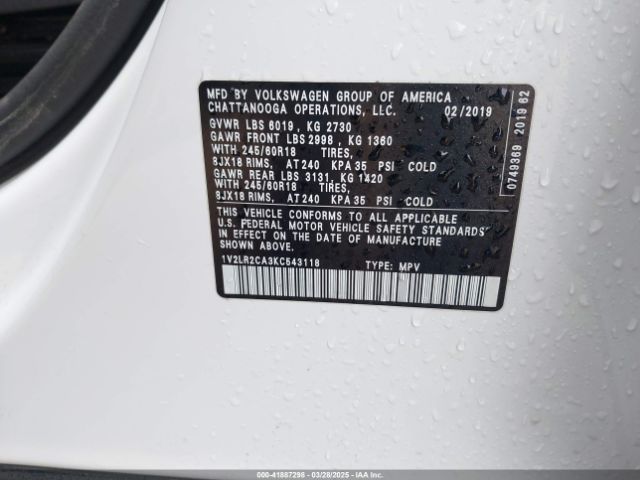 MFD BY VOLKSWAGEN GROUP OF AMERICA
CHATTANOOGA OPERATIONS, LLC. 02/2019
GVWR LBS 6019, KG 2730
GAWR FRONT LBS 2998, KG 1360
WITH 245/60R18 TIRES,
8JX18 RIMS, AT 240 KPA 35 PSI COLD
GAWR REAR LBS 3131, KG 1420
WITH 245/60R18 TIRES,
8JX18 RIMS, AT 240 KPA 35 PSI COLD
THIS VEHICLE CONFORMS TO ALL APPLICABLE
U.S. FEDERAL MOTOR VEHICLE SAFETY STANDARDS
IN EFFECT ON THE DATE OF MANUFACTURE
SHOWN ABOVE.
1V2LR2CA3KC543118 TYPE: MPV
0749369 2019 62
000-41887298 | 03/28/2025 | IAA Inc.